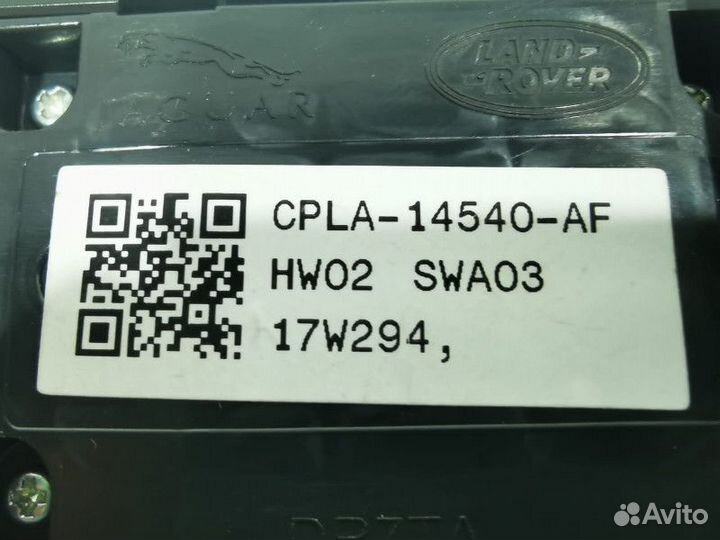 JAGUAR
LAND-
ROVER
CPLA-14540-AF
HW02 SWA03
17W294,
Avito